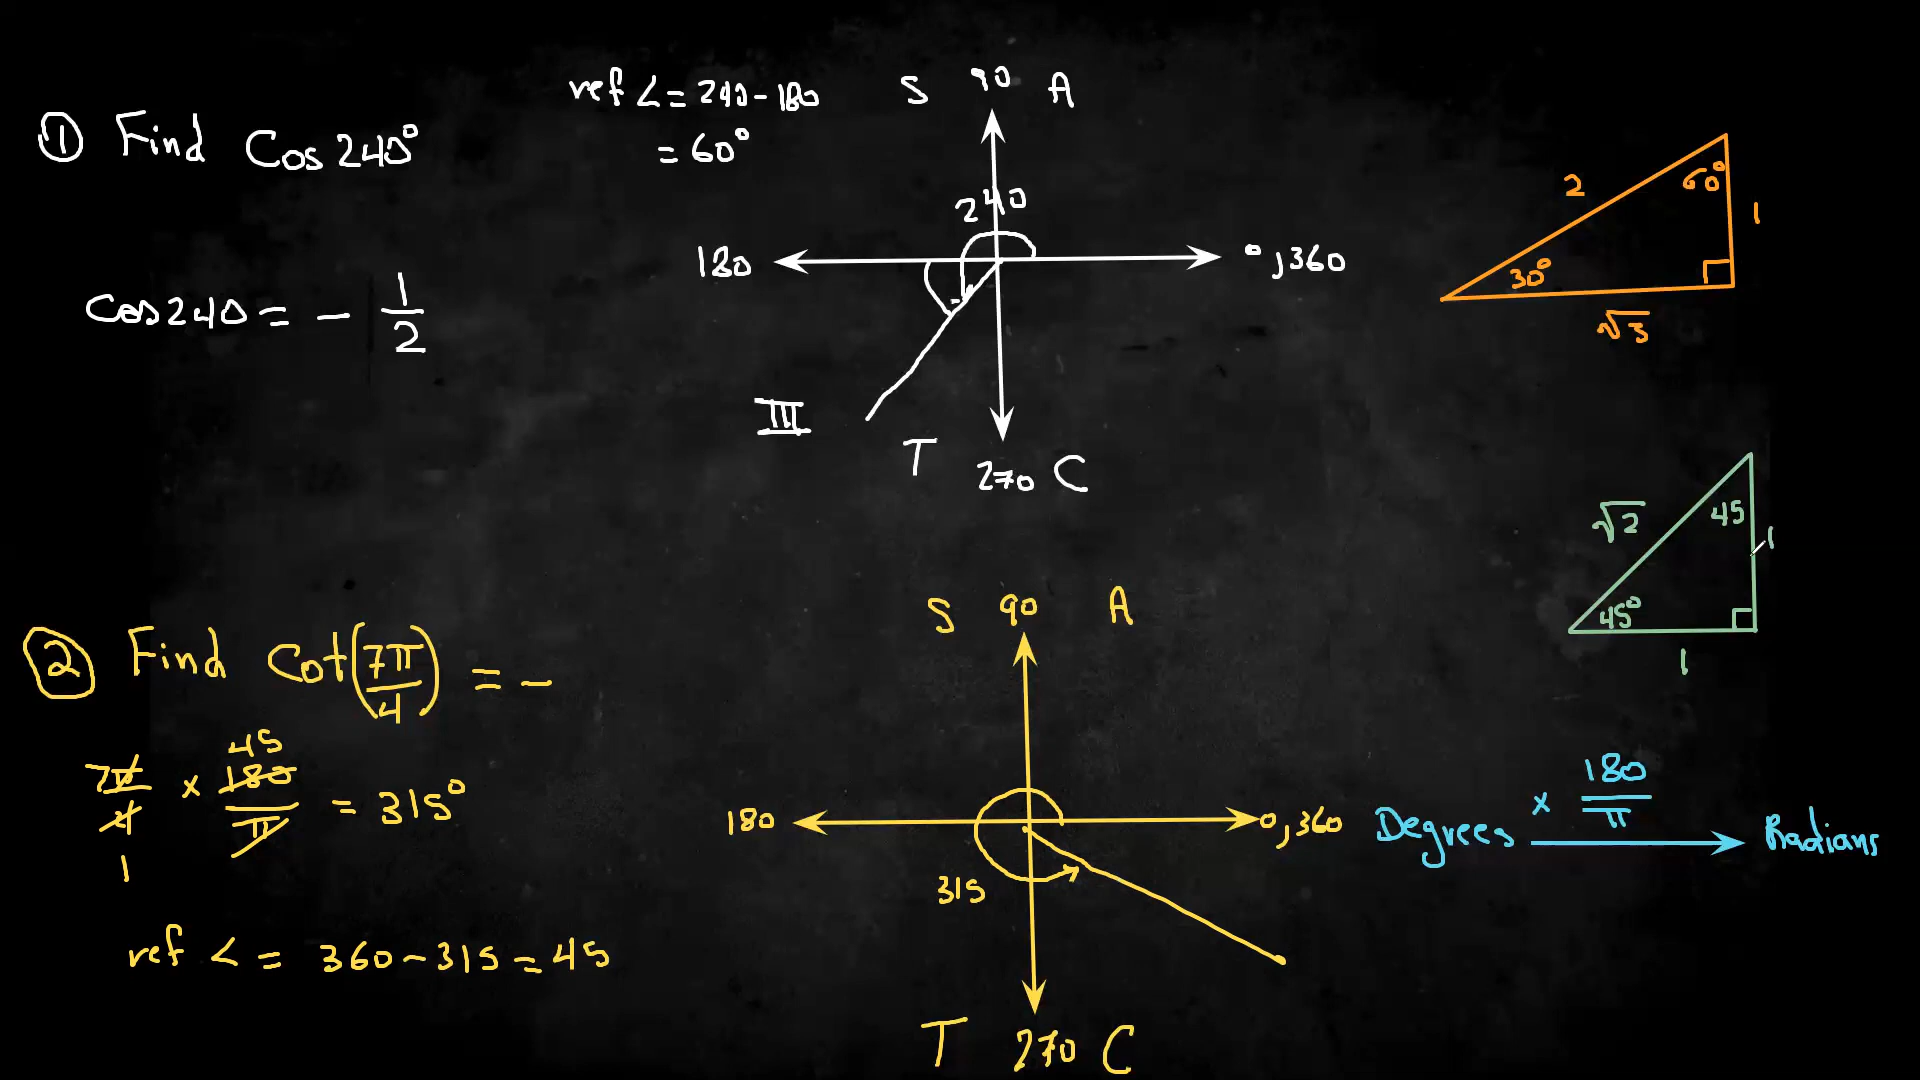 ① Find Cos 240°
ref ∠ = 240 - 180
= 60°
S 90 A
240
180
0, 360
Cos 240 = - 1/2
III
T 270 C
2
60°
1
30°
√3
√2
45
1
45°
1
② Find Cot(7π/4) = -
7π/4 × 180/π = 315°
45
1
ref ∠ = 360 - 315 = 45
S 90 A
180
0, 360
315
T 270 C
Degrees × 180/π → Radians